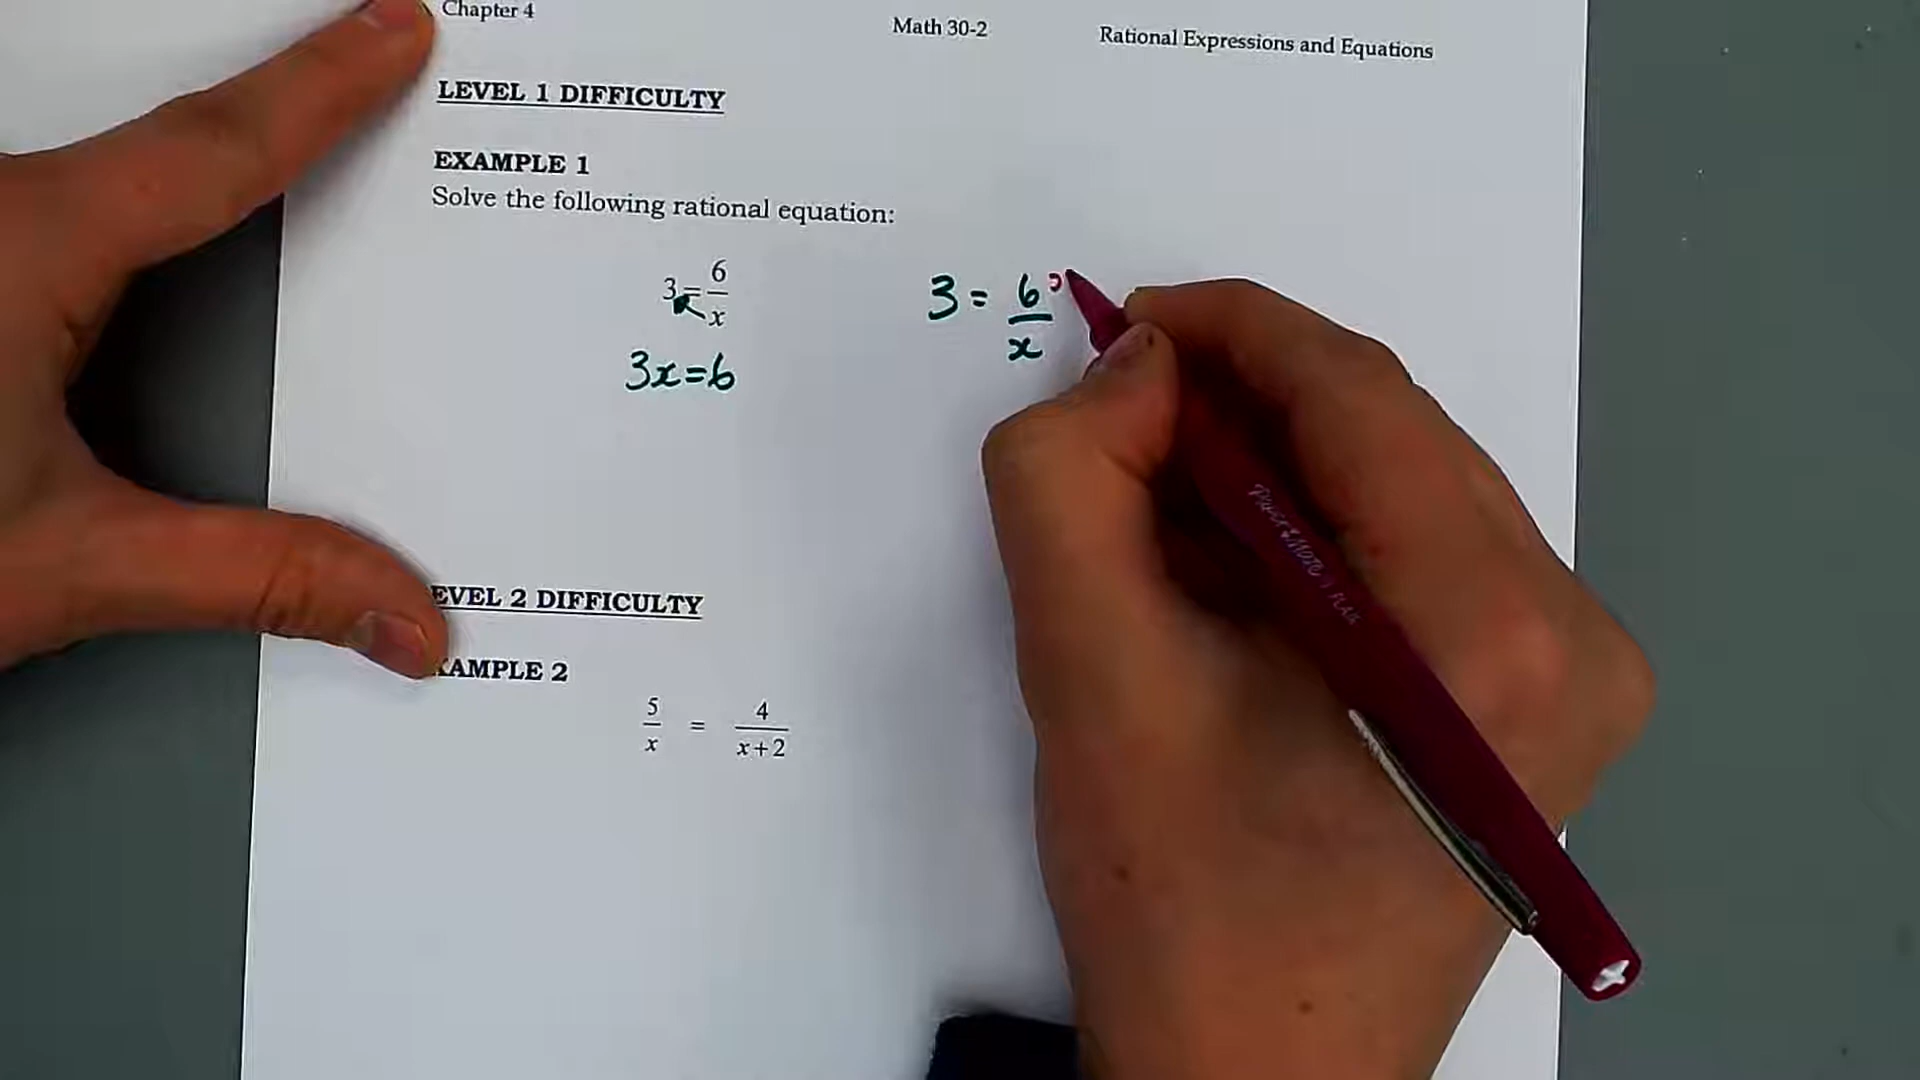 Chapter 4 Math 30-2 Rational Expressions and Equations
LEVEL 1 DIFFICULTY
EXAMPLE 1
Solve the following rational equation:
3=6/x
3=6/x
3x=6
EVEL 2 DIFFICULTY
AMPLE 2
5/x = 4/(x+2)